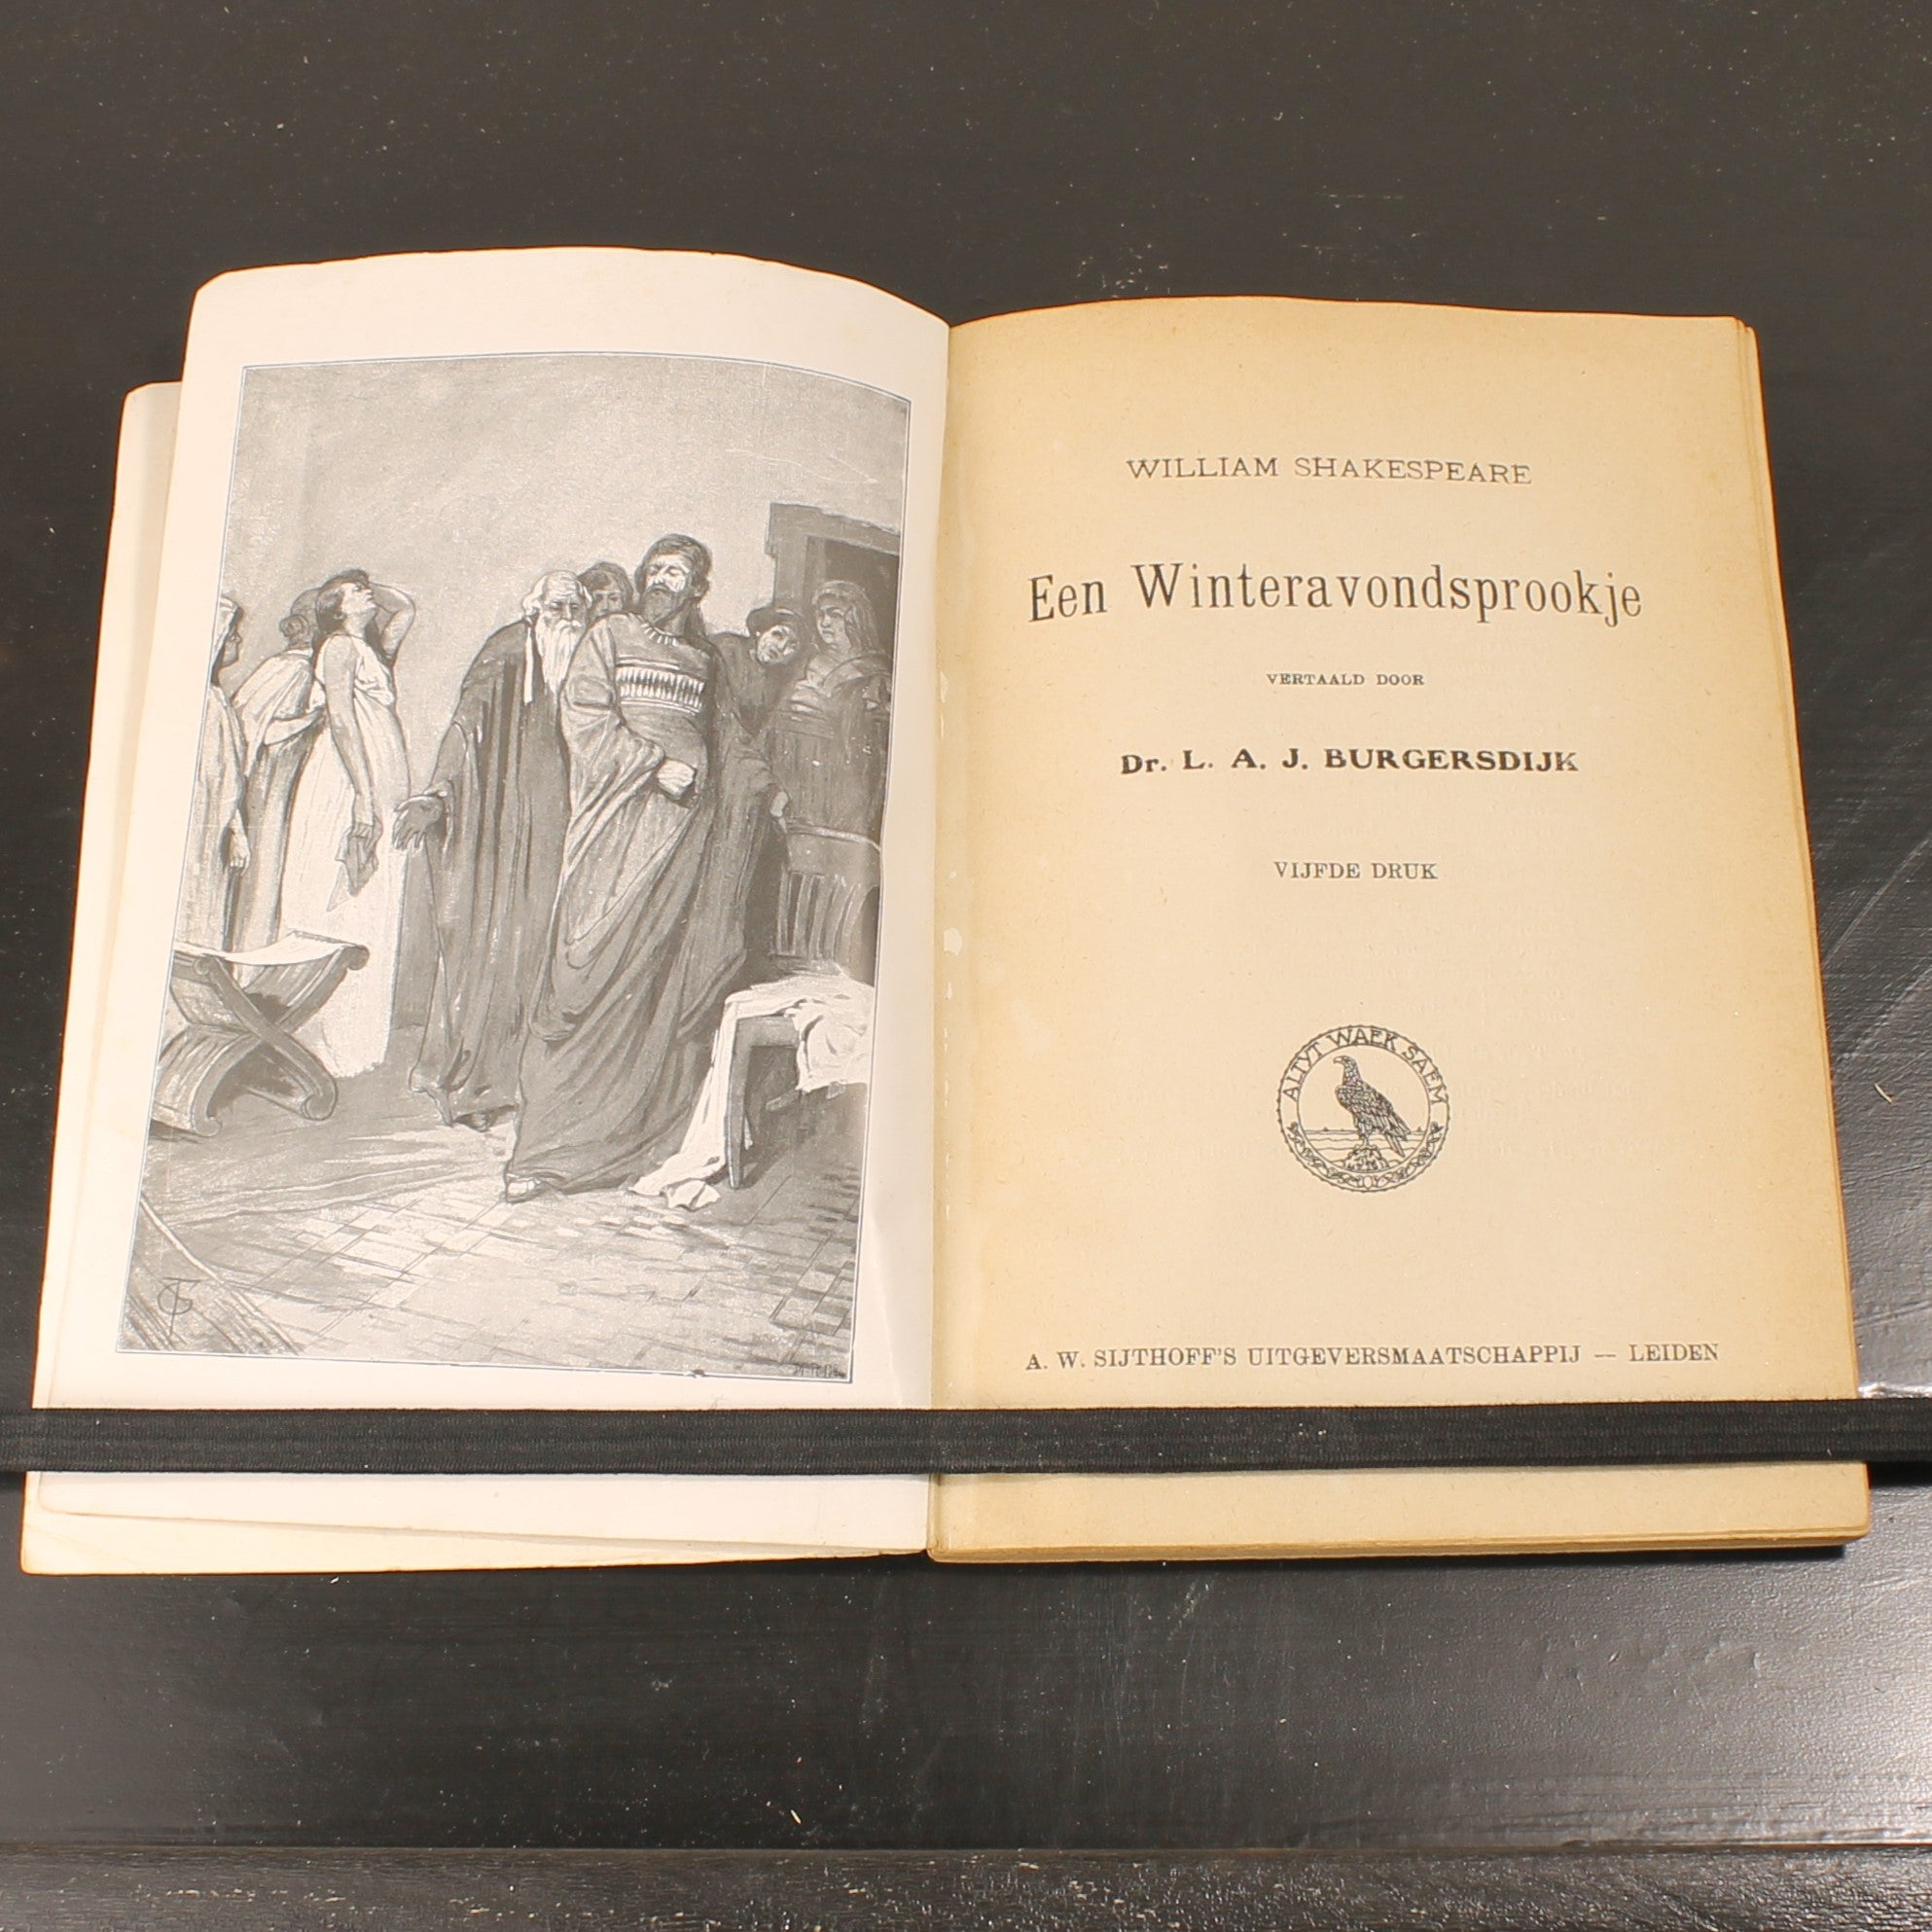 WILLIAM SHAKESPEARE
Een Winteravondsprookje
VERTAALD DOOR
Dr. L. A. J. BURGERSDIJK
VIJFDE DRUK
ALTYT WAEK SAEM
A. W. SIJTHOFF'S UITGEVERSMAATSCHAPPIJ — LEIDEN